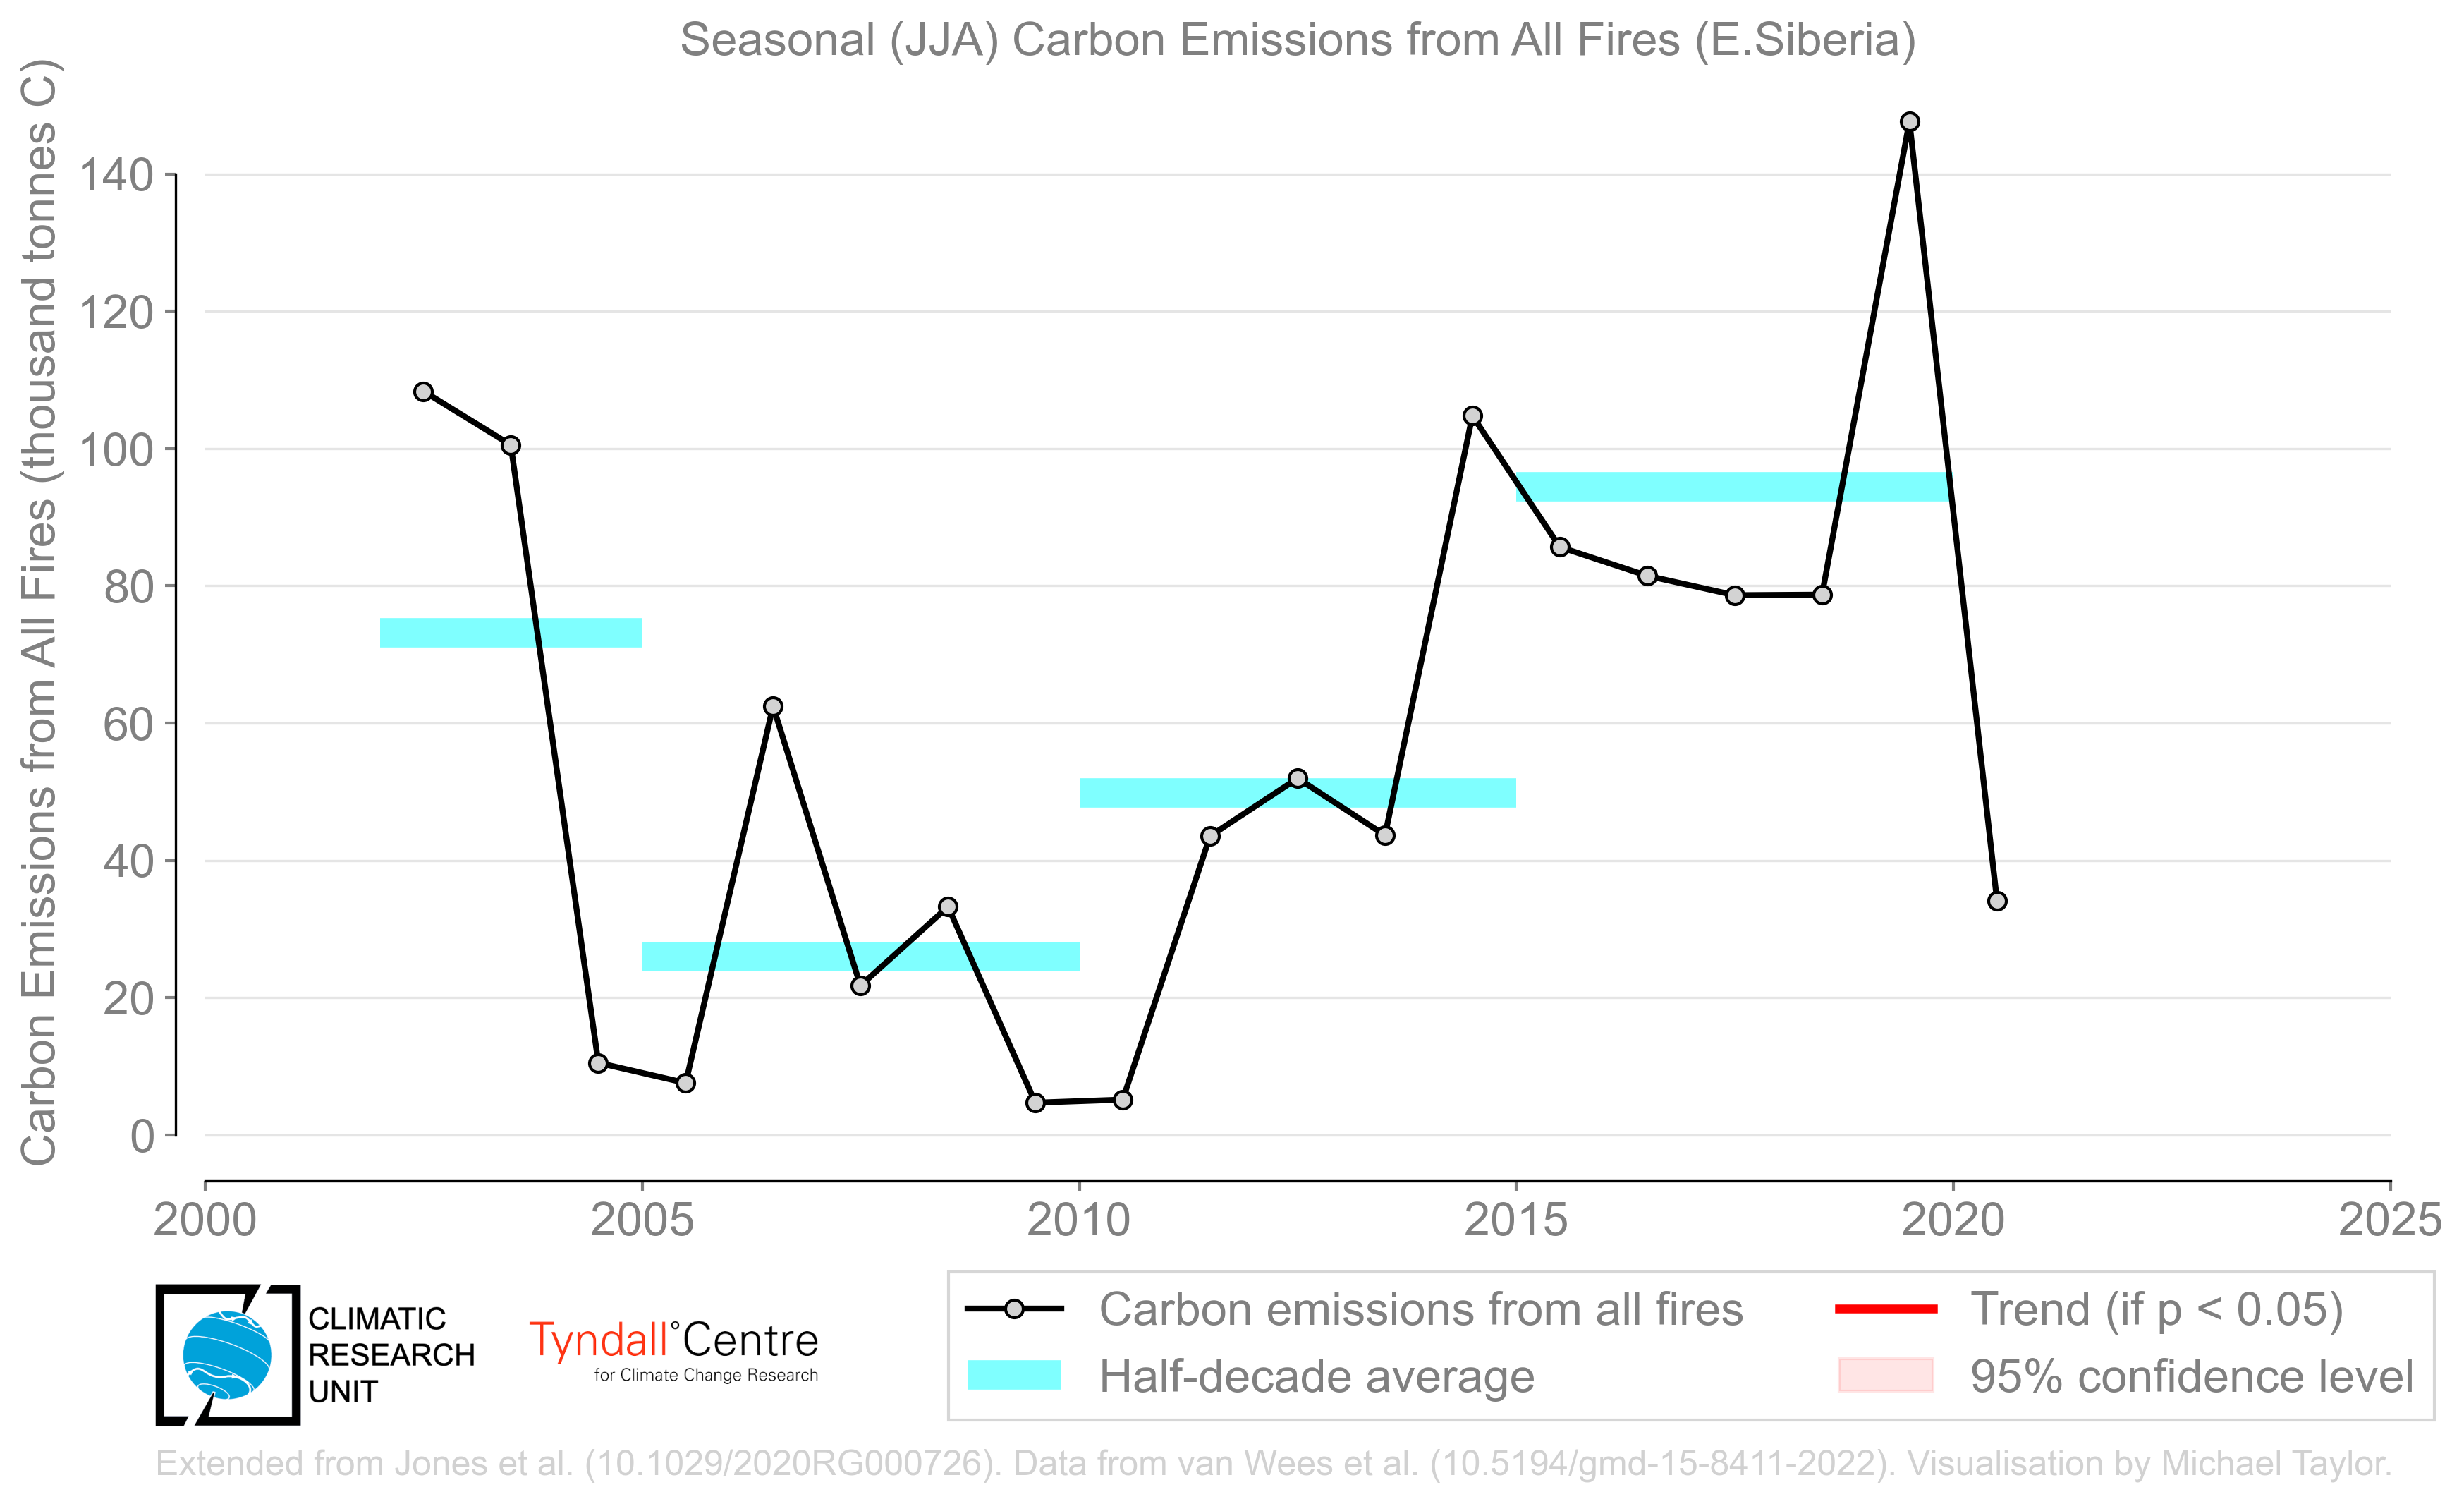 Seasonal (JJA) Carbon Emissions from All Fires (E.Siberia)
Carbon Emissions from All Fires (thousand tonnes C)
140
120
100
80
60
40
20
0
2000
2005
2010
2015
2020
2025
CLIMATIC
RESEARCH
UNIT
Tyndall°Centre
for Climate Change Research
Carbon emissions from all fires
Half-decade average
Trend (if p < 0.05)
95% confidence level
Extended from Jones et al. (10.1029/2020RG000726). Data from van Wees et al. (10.5194/gmd-15-8411-2022). Visualisation by Michael Taylor.